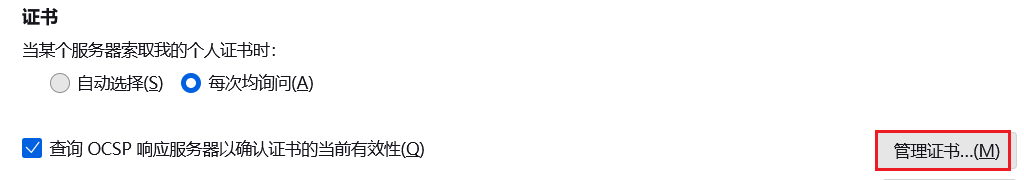 证书
当某个服务器索取我的个人证书时:
自动选择(S) 每次均询问(A)
查询 OCSP 响应服务器以确认证书的当前有效性(Q) 管理证书...(M)